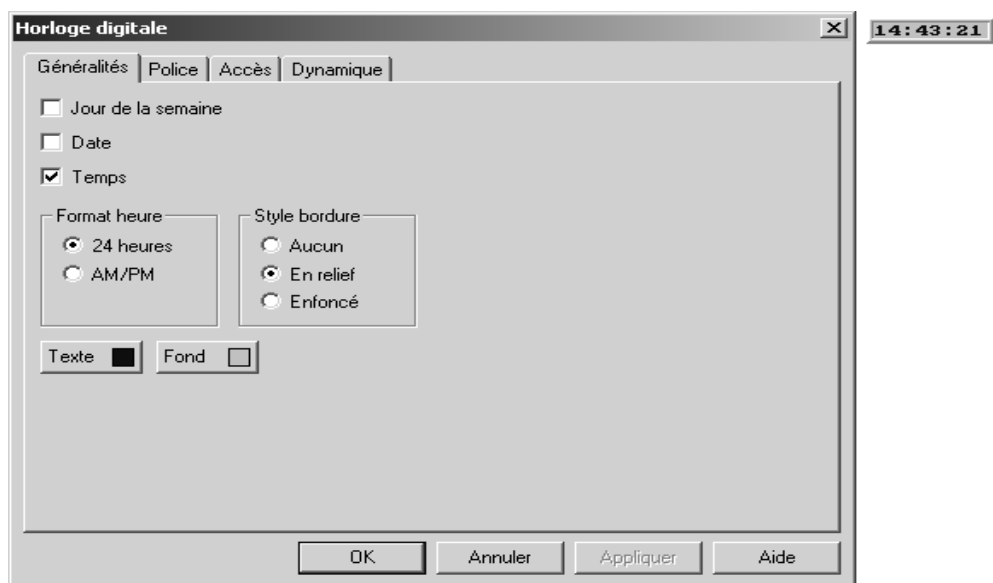 Horloge digitale
14:43:21
Généralités Police Accès Dynamique
Jour de la semaine
Date
Temps
Format heure Style bordure
24 heures Aucun
AM/PM En relief
Enfoncé
Texte Fond
OK Annuler Appliquer Aide